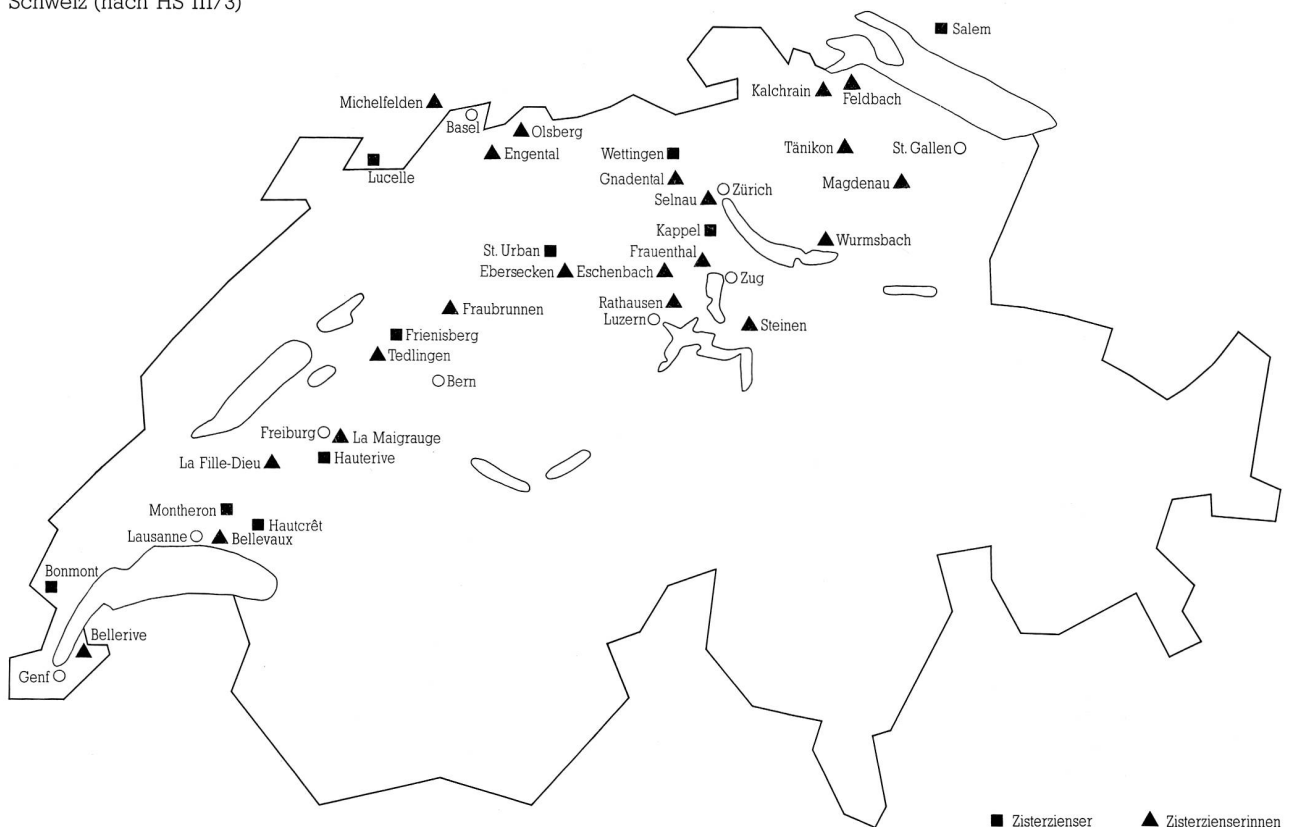 Schweiz (nach HS III/3)
Salem
Kalchrain
Feldbach
Michelfelden
Basel
Olsberg
Engental
Wettingen
Tänikon
St. Gallen
Lucelle
Gnadental
Magdenau
Selnau
Zürich
Kappel
Wurmsbach
St. Urban
Frauenthal
Ebersecken
Eschenbach
Zug
Rathausen
Fraubrunnen
Luzern
Steinen
Frienisberg
Tedlingen
Bern
Freiburg
La Maigrauge
La Fille-Dieu
Hauterive
Montheron
Hautcrêt
Lausanne
Bellevaux
Bonmont
Bellerive
Genf
Zisterzienser
Zisterzienserinnen